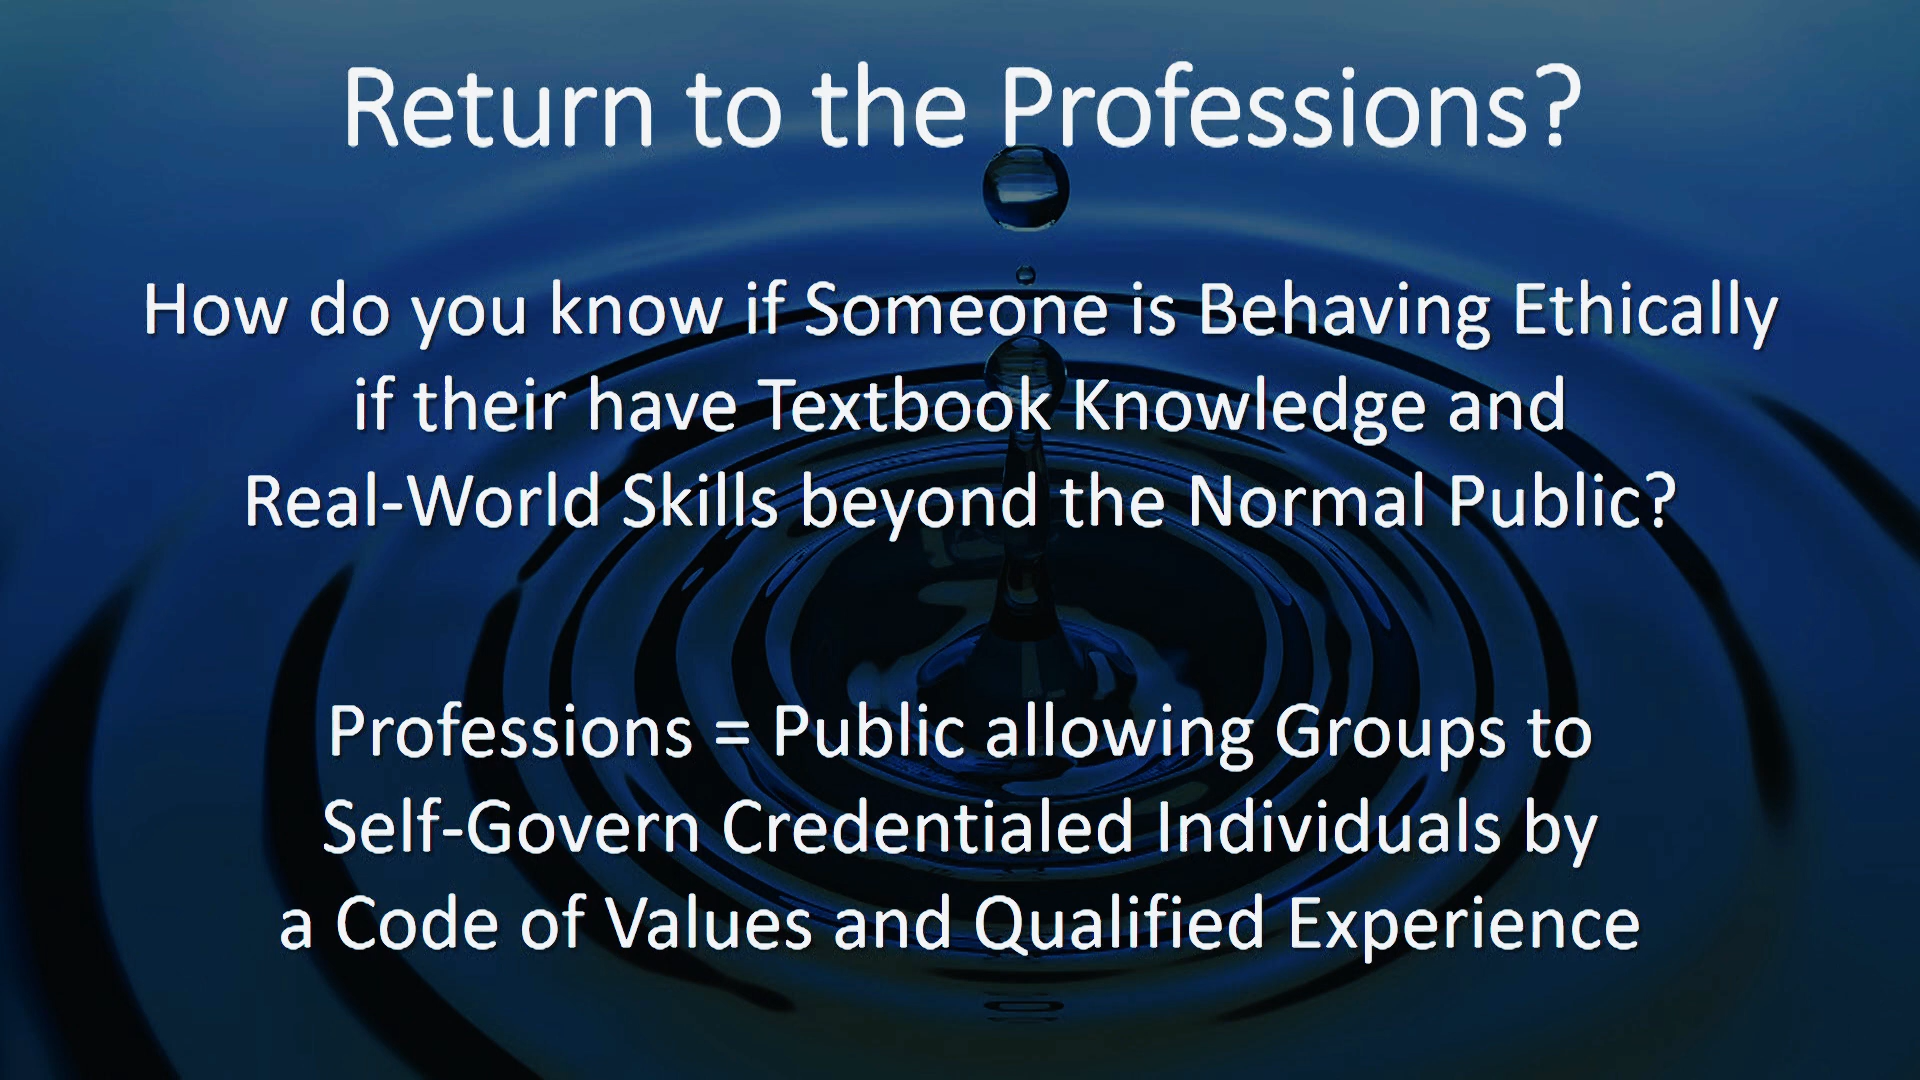 Return to the Professions?
How do you know if Someone is Behaving Ethically
if their have Textbook Knowledge and
Real-World Skills beyond the Normal Public?
Professions = Public allowing Groups to
Self-Govern Credentialed Individuals by
a Code of Values and Qualified Experience